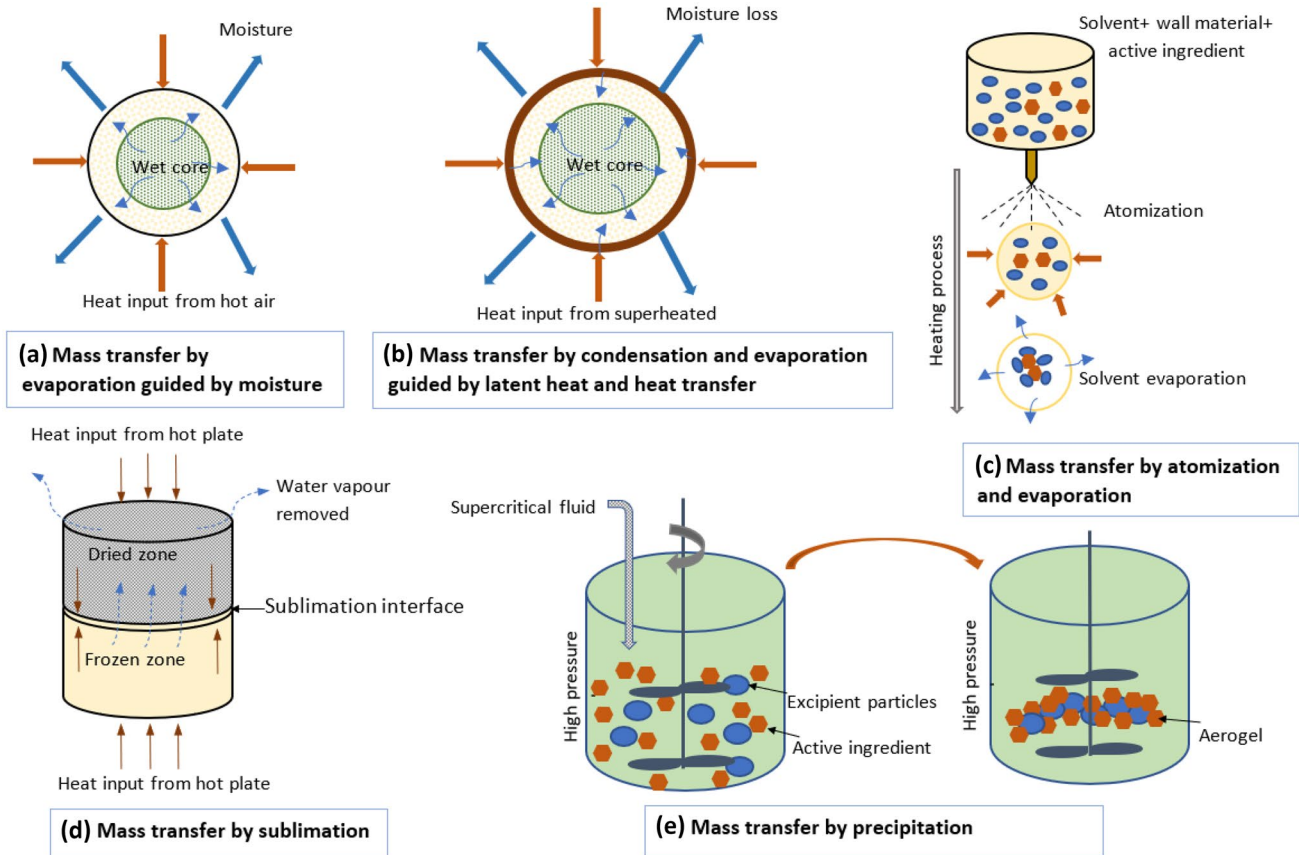 Moisture
Wet core
Heat input from hot air
(a) Mass transfer by
evaporation guided by moisture
Moisture loss
Wet core
Heat input from superheated
(b) Mass transfer by condensation and evaporation
guided by latent heat and heat transfer
Solvent+ wall material+
active ingredient
Atomization
Heating process
Solvent evaporation
(c) Mass transfer by atomization
and evaporation
Heat input from hot plate
Water vapour
removed
Dried zone
Sublimation interface
Frozen zone
Heat input from hot plate
(d) Mass transfer by sublimation
Supercritical fluid
High pressure
Excipient particles
Active ingredient
High pressure
Aerogel
(e) Mass transfer by precipitation